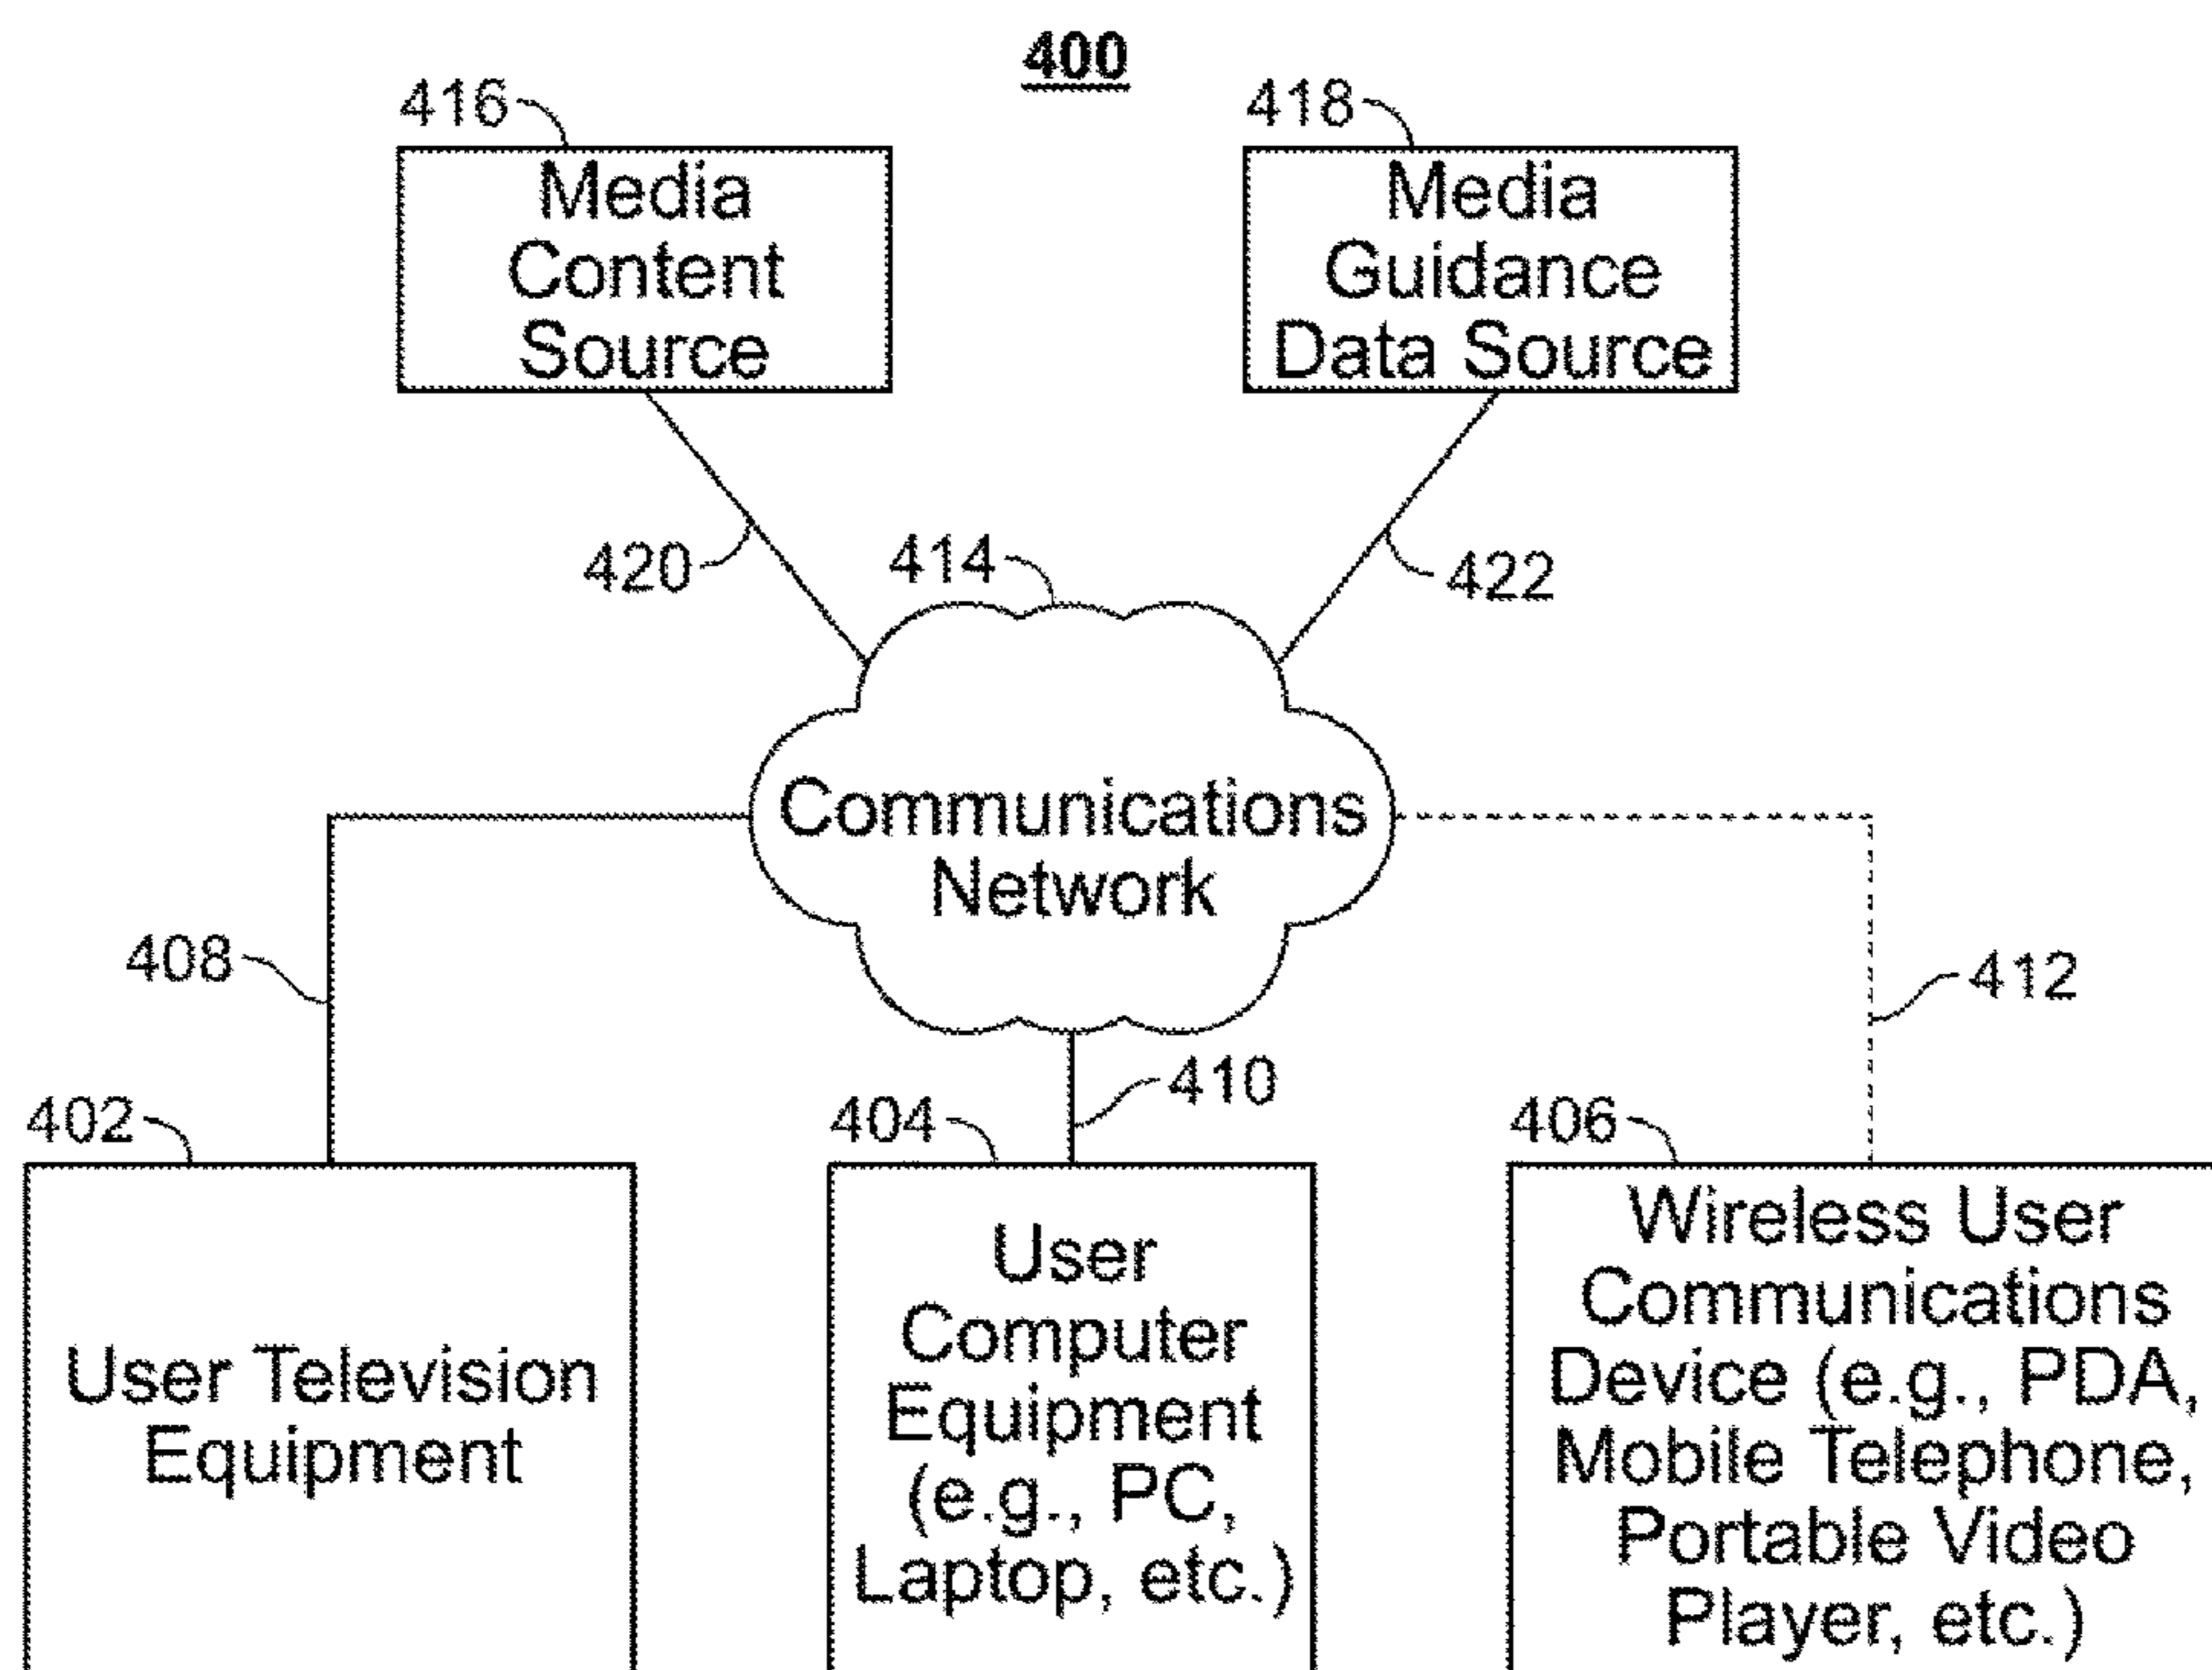 400
416
418
Media
Content
Source
Media
Guidance
Data Source
420
414
422
Communications
Network
408
412
410
402
404
406
User Television
Equipment
User
Computer
Equipment
(e.g., PC,
Laptop, etc.)
Wireless User
Communications
Device (e.g., PDA,
Mobile Telephone,
Portable Video
Player, etc.)